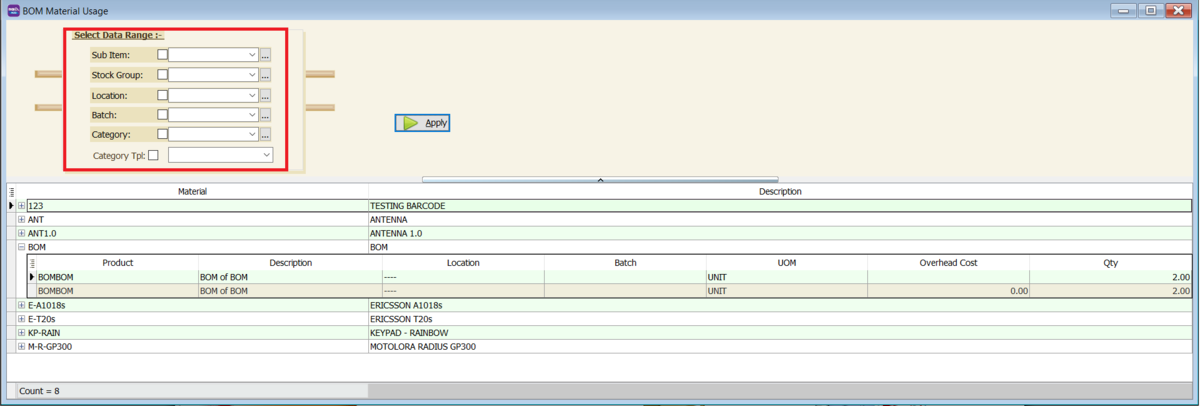 BOM Material Usage
Select Data Range :-
Sub Item: ...
Stock Group: ...
Location: ...
Batch: ...
Category: ...
Category Tpl:
Apply
Material Description
123 TESTING BARCODE
ANT ANTENNA
ANT1.0 ANTENNA 1.0
BOM BOM
Product Description Location Batch UOM Overhead Cost Qty
BOMBOM BOM of BOM ---- UNIT 2.00
BOMBOM BOM of BOM ---- UNIT 0.00 2.00
E-A1018s ERICSSON A1018s
E-T20s ERICSSON T20s
KP-RAIN KEYPAD - RAINBOW
M-R-GP300 MOTOLORA RADIUS GP300
Count = 8